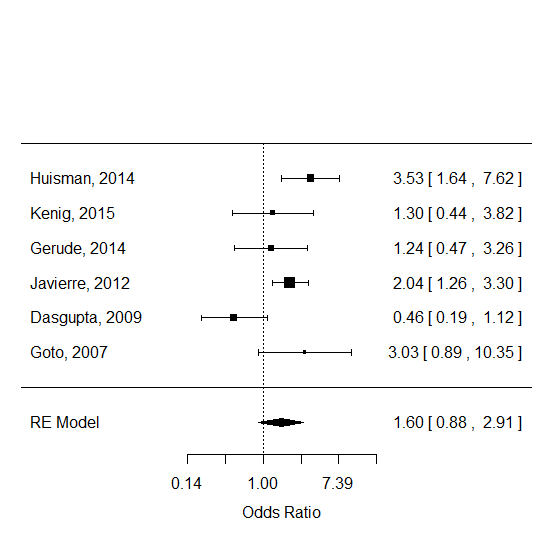 Huisman, 2014 3.53 [ 1.64 , 7.62 ]
Kenig, 2015 1.30 [ 0.44 , 3.82 ]
Gerude, 2014 1.24 [ 0.47 , 3.26 ]
Javierre, 2012 2.04 [ 1.26 , 3.30 ]
Dasgupta, 2009 0.46 [ 0.19 , 1.12 ]
Goto, 2007 3.03 [ 0.89 , 10.35 ]
RE Model 1.60 [ 0.88 , 2.91 ]
0.14 1.00 7.39
Odds Ratio